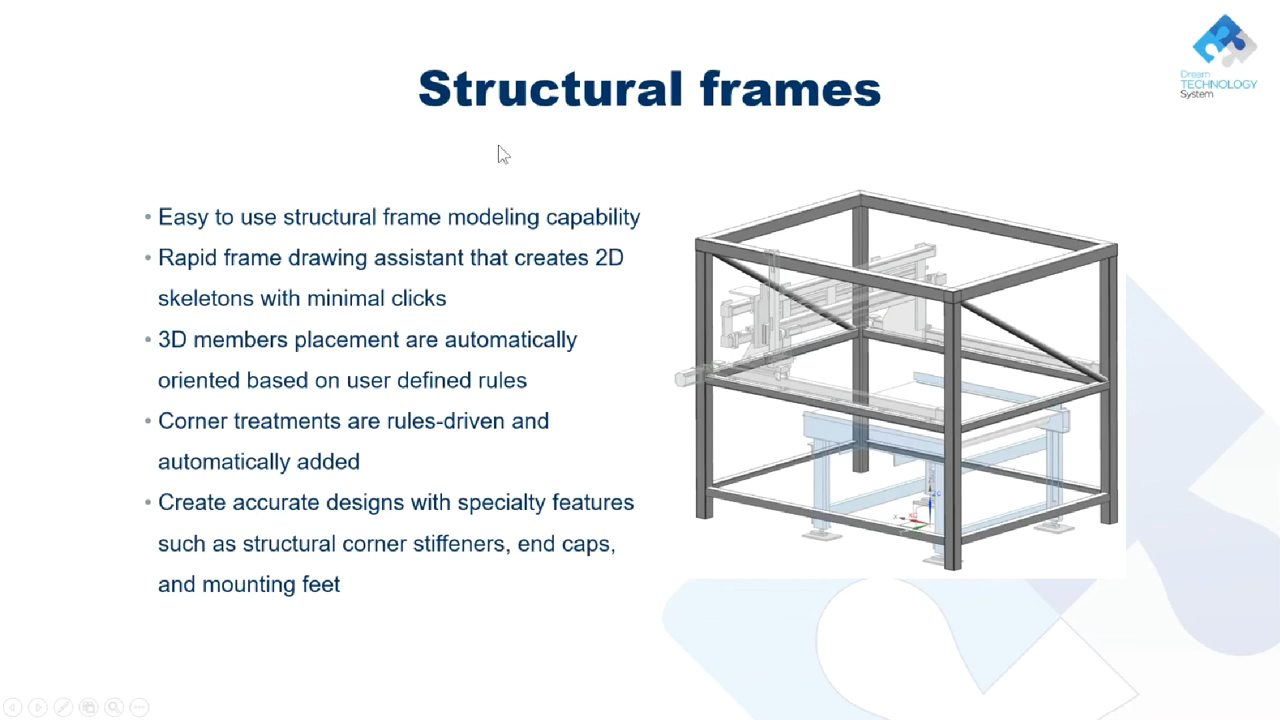 Dream
TECHNOLOGY
System
Structural frames
• Easy to use structural frame modeling capability
• Rapid frame drawing assistant that creates 2D
skeletons with minimal clicks
• 3D members placement are automatically
oriented based on user defined rules
• Corner treatments are rules-driven and
automatically added
• Create accurate designs with specialty features
such as structural corner stiffeners, end caps,
and mounting feet